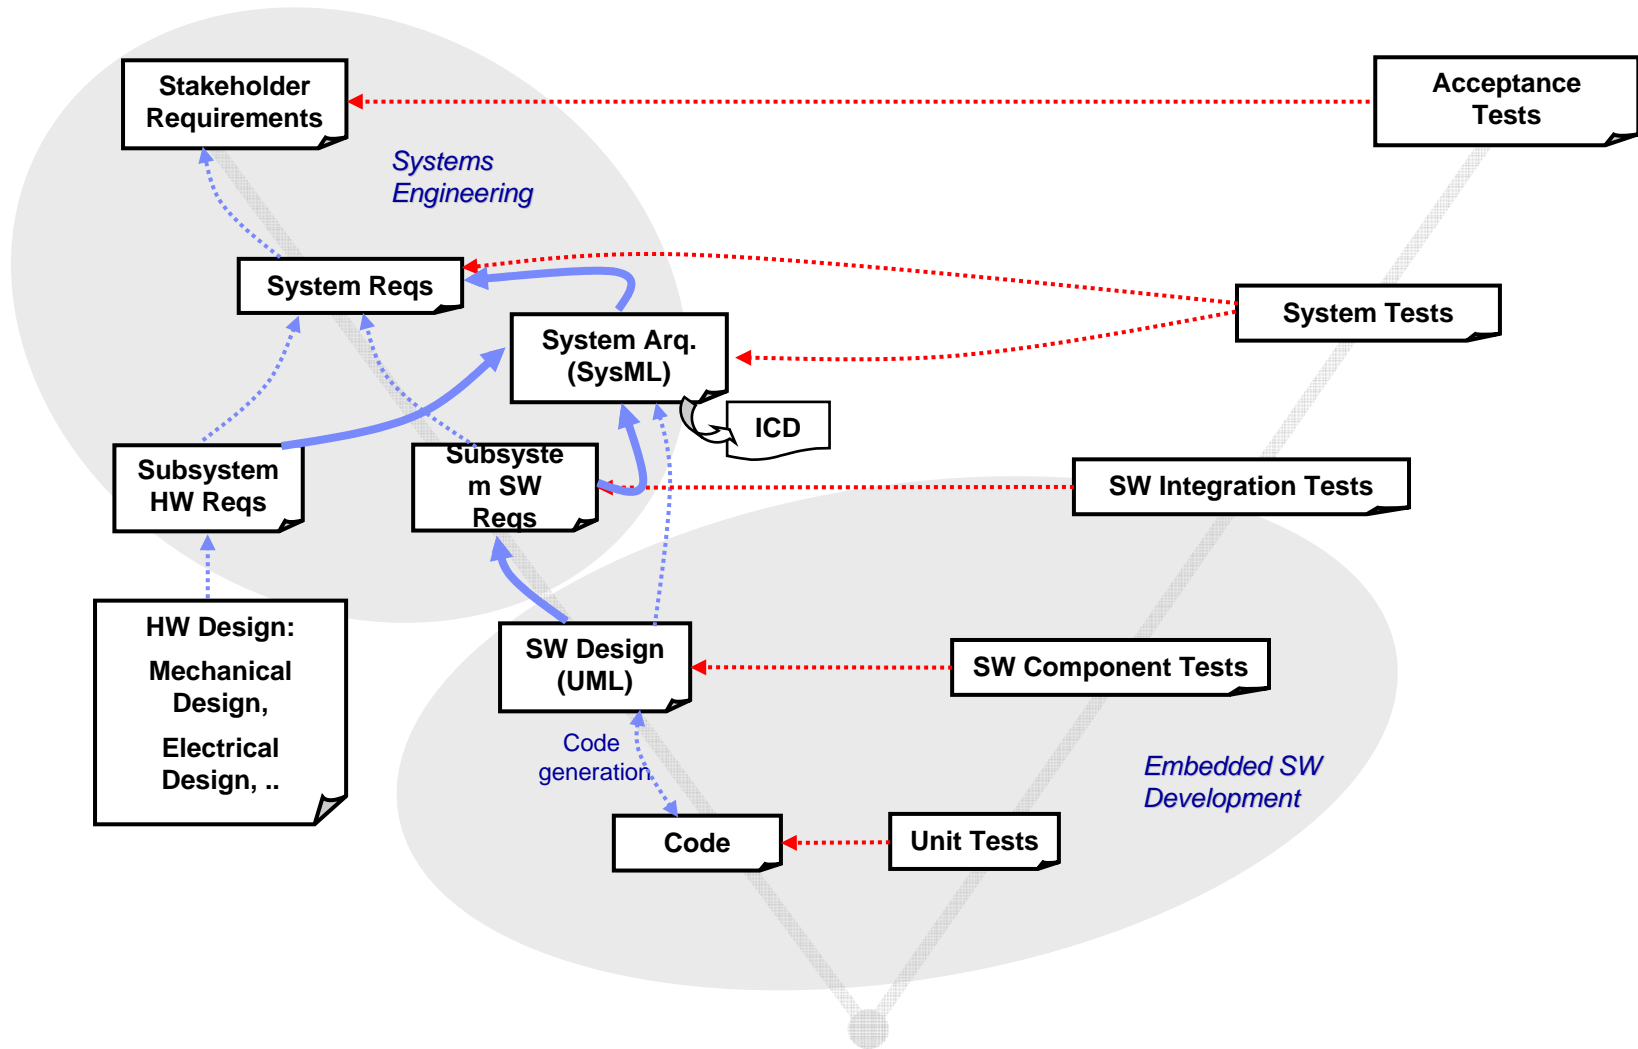 Stakeholder
Requirements
Acceptance
Tests
Systems
Engineering
System Reqs
System Tests
System Arq.
(SysML)
ICD
Subsystem
HW Reqs
Subsyste
m SW
Reqs
SW Integration Tests
HW Design:
Mechanical
Design,
Electrical
Design, ..
SW Design
(UML)
SW Component Tests
Code
generation
Embedded SW
Development
Code
Unit Tests